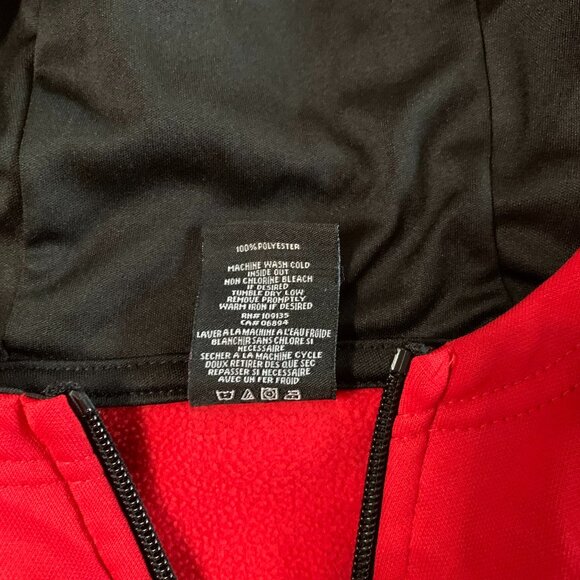 100% POLYESTER
MACHINE WASH COLD
INSIDE OUT
NON CHLORINE BLEACH
IF DESIRED
TUMBLE DRY LOW
REMOVE PROMPTLY
WARM IRON IF DESIRED
RN# 109135
CA# 06894
LAVER A LA MACHINE A L'EAU FROIDE
BLANCHIR SANS CHLORE SI
NECESSAIRE
SECHER A LA MACHINE CYCLE
DOUX RETIRER DES QUE SEC
REPASSER SI NECESSAIRE
AVEC UN FER FROID